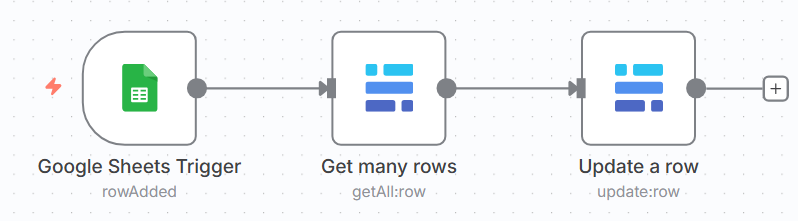 Google Sheets Trigger
rowAdded
Get many rows
getAll:row
Update a row
update:row